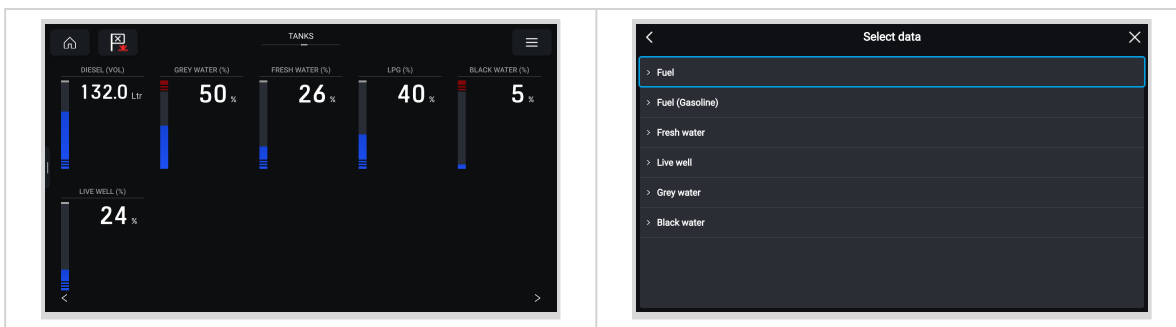 TANKS
DIESEL (VOL) GREY WATER (%) FRESH WATER (%) LPG (%) BLACK WATER (%)
132.0 Ltr 50 % 26 % 40 % 5 %
LIVE WELL (%)
24 %
Select data
Fuel
Fuel (Gasoline)
Fresh water
Live well
Grey water
Black water